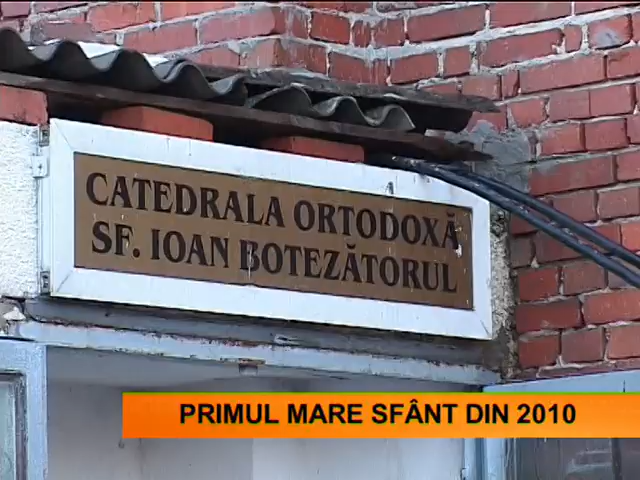 CATEDRALA ORTODOXĂ
SF. IOAN BOTEZĂTORUL
PRIMUL MARE SFÂNT DIN 2010